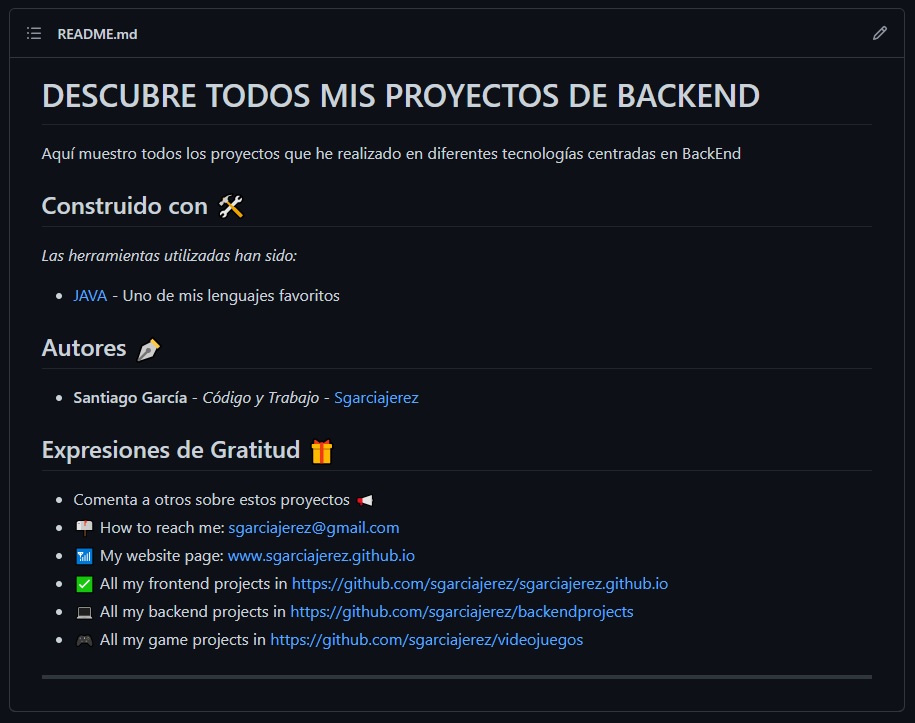 README.md
DESCUBRE TODOS MIS PROYECTOS DE BACKEND
Aquí muestro todos los proyectos que he realizado en diferentes tecnologías centradas en BackEnd
Construido con 🛠️
Las herramientas utilizadas han sido:
• JAVA - Uno de mis lenguajes favoritos
Autores ✒️
• Santiago García - Código y Trabajo - Sgarciajerez
Expresiones de Gratitud 🎁
• Comenta a otros sobre estos proyectos 📢
• 📫 How to reach me: sgarciajerez@gmail.com
• 📶 My website page: www.sgarciajerez.github.io
• ✅ All my frontend projects in https://github.com/sgarciajerez/sgarciajerez.github.io
• 💻 All my backend projects in https://github.com/sgarciajerez/backendprojects
• 🎮 All my game projects in https://github.com/sgarciajerez/videojuegos